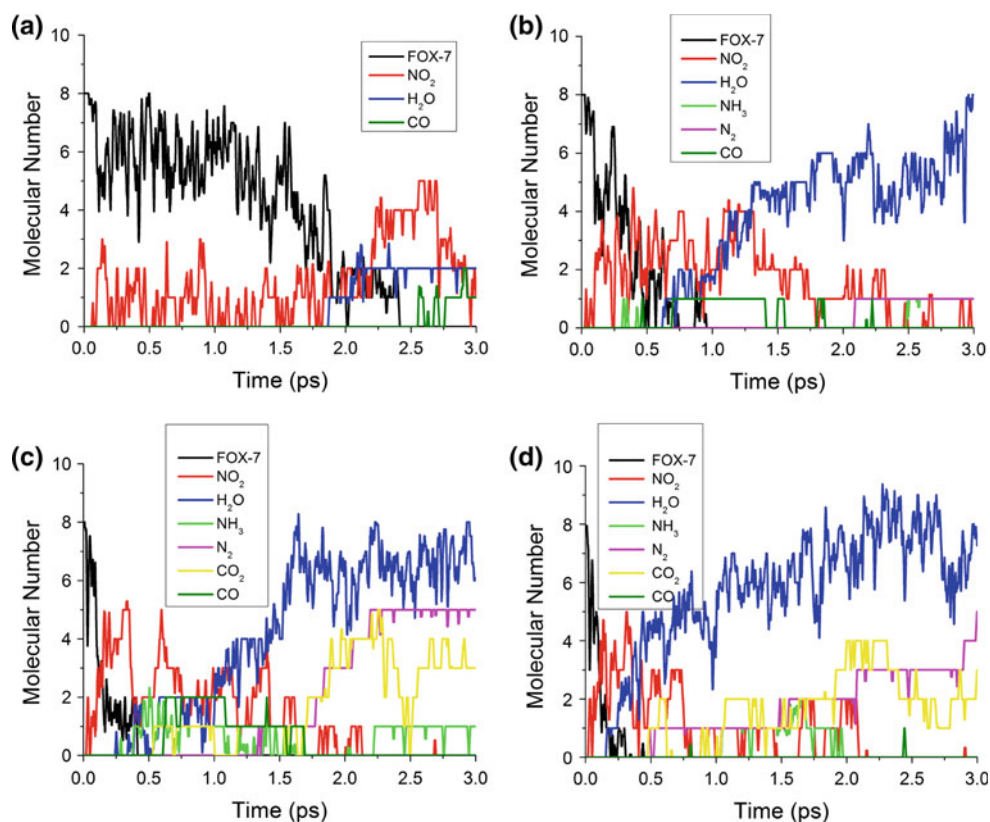 (a)
Molecular Number
10
8
6
4
2
0
0.0 0.5 1.0 1.5 2.0 2.5 3.0
Time (ps)
FOX-7
NO₂
H₂O
CO
(b)
Molecular Number
10
8
6
4
2
0
0.0 0.5 1.0 1.5 2.0 2.5 3.0
Time (ps)
FOX-7
NO₂
H₂O
NH₃
N₂
CO
(c)
Molecular Number
10
8
6
4
2
0
0.0 0.5 1.0 1.5 2.0 2.5 3.0
Time (ps)
FOX-7
NO₂
H₂O
NH₃
N₂
CO₂
CO
(d)
Molecular Number
10
8
6
4
2
0
0.0 0.5 1.0 1.5 2.0 2.5 3.0
Time (ps)
FOX-7
NO₂
H₂O
NH₃
N₂
CO₂
CO